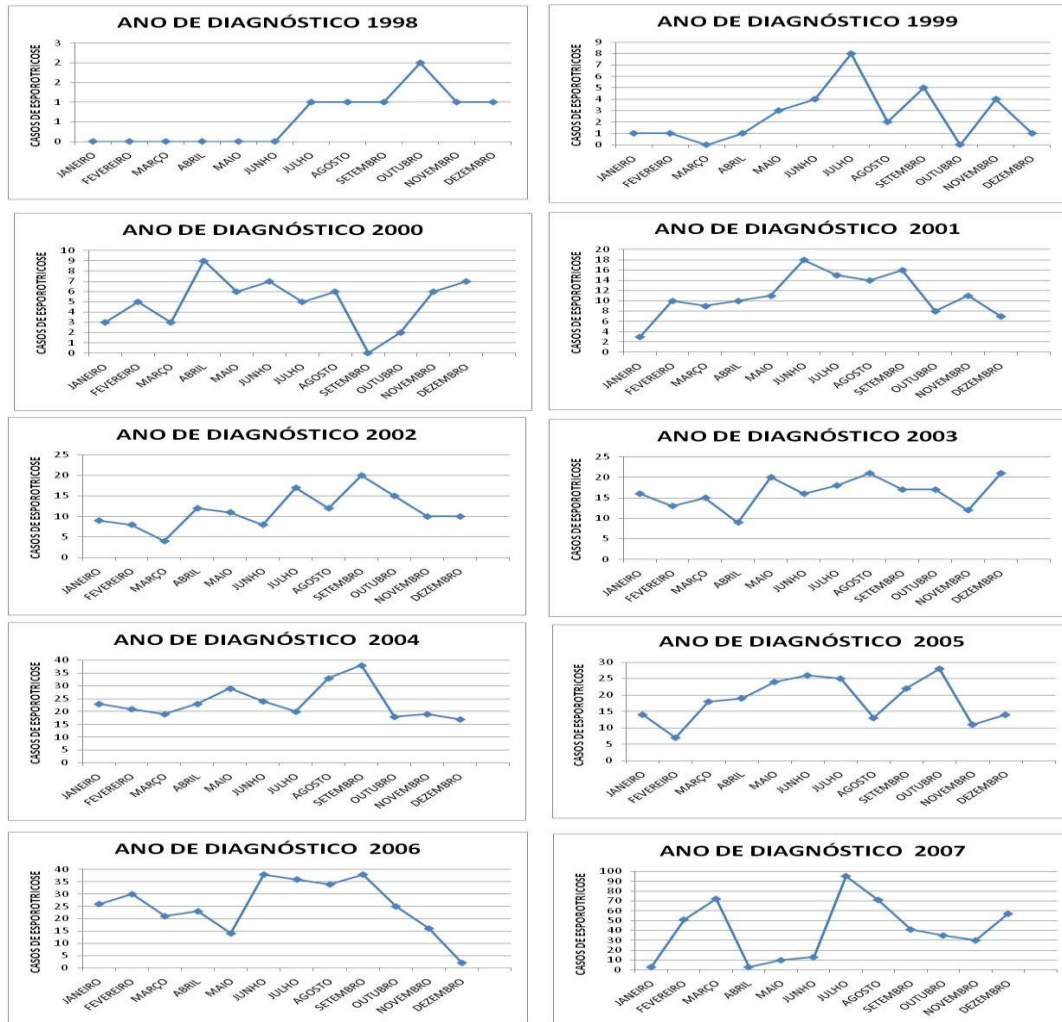 ANO DE DIAGNÓSTICO 1998
CASOS DE ESPOROTRICOSE
3
2
2
1
1
0
JANEIRO
FEVEREIRO
MARÇO
ABRIL
MAIO
JUNHO
JULHO
AGOSTO
SETEMBRO
OUTUBRO
NOVEMBRO
DEZEMBRO
ANO DE DIAGNÓSTICO 1999
CASOS DE ESPOROTRICOSE
9
8
7
6
5
4
3
2
1
0
JANEIRO
FEVEREIRO
MARÇO
ABRIL
MAIO
JUNHO
JULHO
AGOSTO
SETEMBRO
OUTUBRO
NOVEMBRO
DEZEMBRO
ANO DE DIAGNÓSTICO 2000
CASOS DE ESPOROTRICOSE
10
9
8
7
6
5
4
3
2
1
0
JANEIRO
FEVEREIRO
MARÇO
ABRIL
MAIO
JUNHO
JULHO
AGOSTO
SETEMBRO
OUTUBRO
NOVEMBRO
DEZEMBRO
ANO DE DIAGNÓSTICO 2001
CASOS DE ESPOROTRICOSE
20
18
16
14
12
10
8
6
4
2
0
JANEIRO
FEVEREIRO
MARÇO
ABRIL
MAIO
JUNHO
JULHO
AGOSTO
SETEMBRO
OUTUBRO
NOVEMBRO
DEZEMBRO
ANO DE DIAGNÓSTICO 2002
CASOS DE ESPOROTRICOSE
25
20
15
10
5
0
JANEIRO
FEVEREIRO
MARÇO
ABRIL
MAIO
JUNHO
JULHO
AGOSTO
SETEMBRO
OUTUBRO
NOVEMBRO
DEZEMBRO
ANO DE DIAGNÓSTICO 2003
CASOS DE ESPOROTRICOSE
25
20
15
10
5
0
JANEIRO
FEVEREIRO
MARÇO
ABRIL
MAIO
JUNHO
JULHO
AGOSTO
SETEMBRO
OUTUBRO
NOVEMBRO
DEZEMBRO
ANO DE DIAGNÓSTICO 2004
CASOS DE ESPOROTRICOSE
40
35
30
25
20
15
10
5
0
JANEIRO
FEVEREIRO
MARÇO
ABRIL
MAIO
JUNHO
JULHO
AGOSTO
SETEMBRO
OUTUBRO
NOVEMBRO
DEZEMBRO
ANO DE DIAGNÓSTICO 2005
CASOS DE ESPOROTRICOSE
30
25
20
15
10
5
0
JANEIRO
FEVEREIRO
MARÇO
ABRIL
MAIO
JUNHO
JULHO
AGOSTO
SETEMBRO
OUTUBRO
NOVEMBRO
DEZEMBRO
ANO DE DIAGNÓSTICO 2006
CASOS DE ESPOROTRICOSE
40
35
30
25
20
15
10
5
0
JANEIRO
FEVEREIRO
MARÇO
ABRIL
MAIO
JUNHO
JULHO
AGOSTO
SETEMBRO
OUTUBRO
NOVEMBRO
DEZEMBRO
ANO DE DIAGNÓSTICO 2007
CASOS DE ESPOROTRICOSE
100
90
80
70
60
50
40
30
20
10
0
JANEIRO
FEVEREIRO
MARÇO
ABRIL
MAIO
JUNHO
JULHO
AGOSTO
SETEMBRO
OUTUBRO
NOVEMBRO
DEZEMBRO